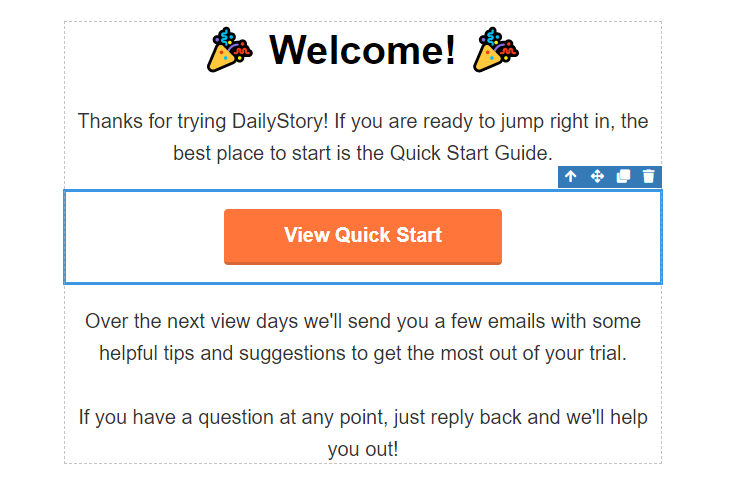 🎉 Welcome! 🎉
Thanks for trying DailyStory! If you are ready to jump right in, the
best place to start is the Quick Start Guide.
View Quick Start
Over the next view days we'll send you a few emails with some
helpful tips and suggestions to get the most out of your trial.
If you have a question at any point, just reply back and we'll help
you out!